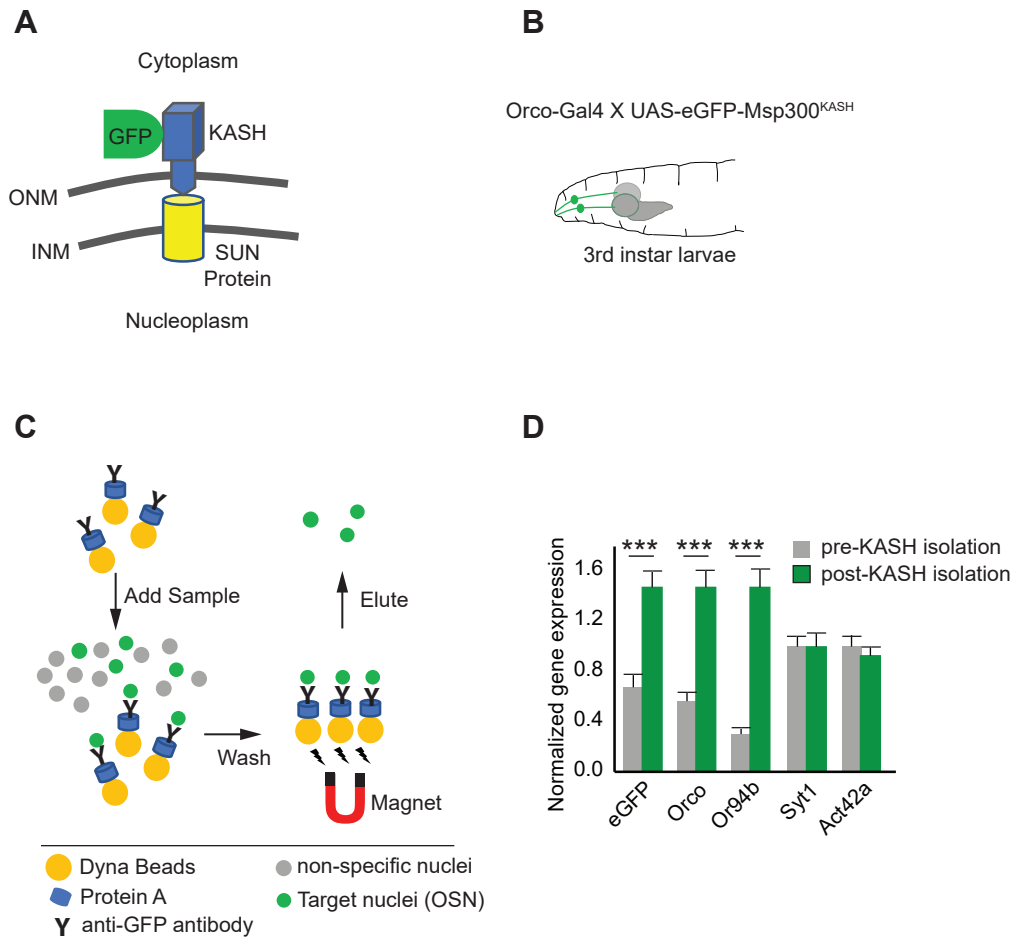 A
Cytoplasm
GFP
KASH
ONM
INM
SUN
Protein
Nucleoplasm
B
Orco-Gal4 X UAS-eGFP-Msp300KASH
3rd instar larvae
C
Add Sample
Elute
Wash
Magnet
Dyna Beads
Protein A
anti-GFP antibody
non-specific nuclei
Target nuclei (OSN)
D
Normalized gene expression
1.6
1.2
0.8
0.4
0.0
*** *** ***
pre-KASH isolation
post-KASH isolation
eGFP
Orco
Or94b
Syt1
Act42a